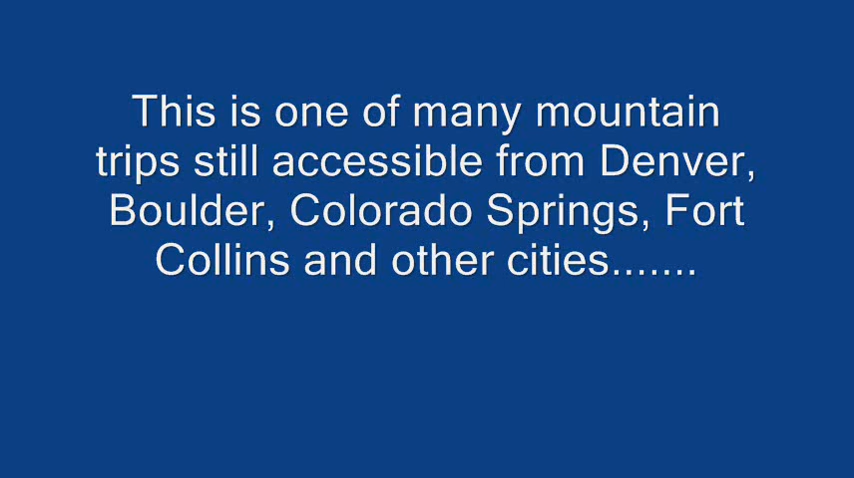 This is one of many mountain
trips still accessible from Denver,
Boulder, Colorado Springs, Fort
Collins and other cities.......